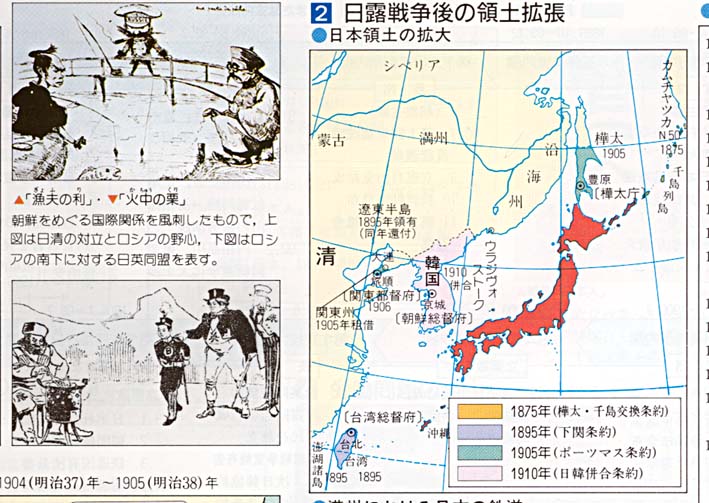 2 日露戦争後の領土拡張
●日本領土の拡大
▲「漁夫の利」・▼「火中の栗」
ぎょ ふ り
か ちゅう くり
朝鮮をめぐる国際関係を風刺したもので，上
図は日清の対立とロシアの野心，下図はロシ
アの南下に対する日英同盟を表す。
1904(明治37)年～1905(明治38)年
シベリア
カムチャツカ
N50
1875
蒙古
満州
沿海州
樺太
1905
豊原
〔樺太庁〕
千島列島
遼東半島
1895年領有
(同年還付)
清
大連
旅順
〔関東都督府〕
1906
関東州
1905年租借
韓国
1910
併合
京城
〔朝鮮総督府〕
ウラジヴォストーク
〔台湾総督府〕
台北
台湾
1895
澎湖諸島
1895
沖縄
1875年(樺太・千島交換条約)
1895年(下関条約)
1905年(ポーツマス条約)
1910年(日韓併合条約)